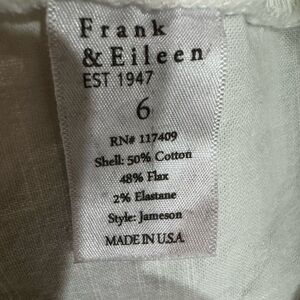 Frank
& Eileen
EST 1947
6
RN# 117409
Shell: 50% Cotton
48% Flax
2% Elastane
Style: Jameson
MADE IN U.S.A.